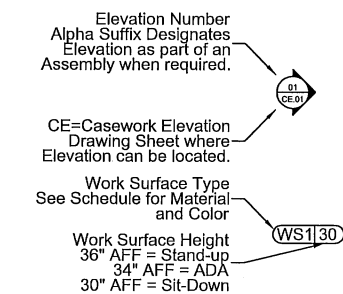 Elevation Number
Alpha Suffix Designates
Elevation as part of an
Assembly when required.
01
CE.01
CE=Casework Elevation
Drawing Sheet where
Elevation can be located.
Work Surface Type
See Schedule for Material
and Color
WS1 30
Work Surface Height
36" AFF = Stand-up
34" AFF = ADA
30" AFF = Sit-Down